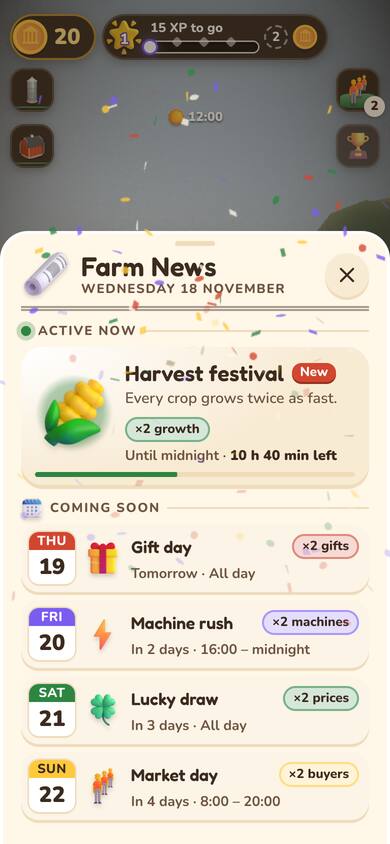 20
1
15 XP to go
2
2
12:00
Farm News
WEDNESDAY 18 NOVEMBER
ACTIVE NOW
Harvest festival New
Every crop grows twice as fast.
×2 growth
Until midnight · 10 h 40 min left
COMING SOON
THU
19
Gift day
×2 gifts
Tomorrow · All day
FRI
20
Machine rush
×2 machines
In 2 days · 16:00 – midnight
SAT
21
Lucky draw
×2 prices
In 3 days · All day
SUN
22
Market day
×2 buyers
In 4 days · 8:00 – 20:00